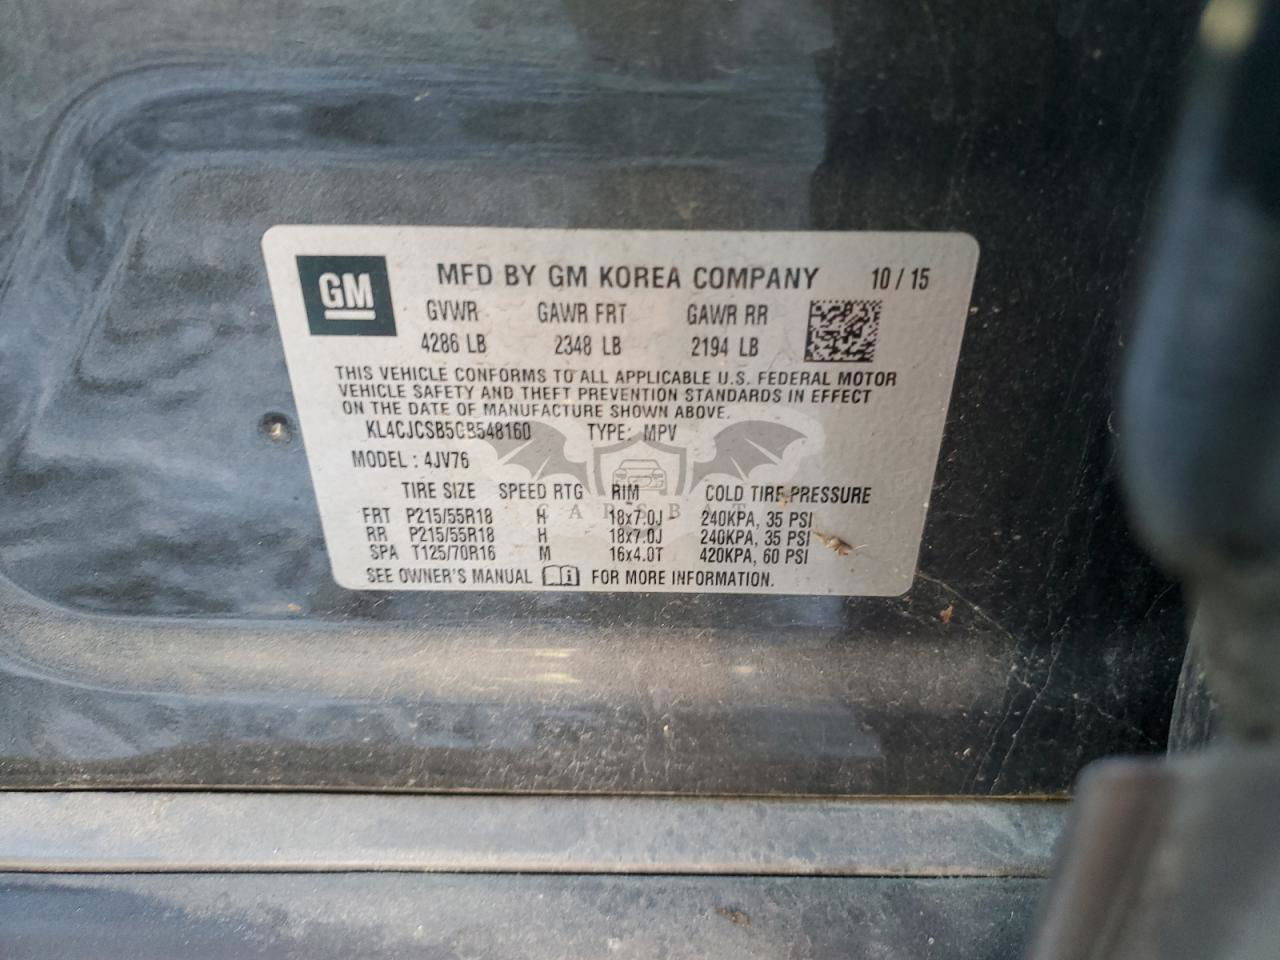 GM
MFD BY GM KOREA COMPANY 10 / 15
GVWR GAWR FRT GAWR RR
4286 LB 2348 LB 2194 LB
THIS VEHICLE CONFORMS TO ALL APPLICABLE U.S. FEDERAL MOTOR
VEHICLE SAFETY AND THEFT PREVENTION STANDARDS IN EFFECT
ON THE DATE OF MANUFACTURE SHOWN ABOVE.
KL4CJCSB5GB548160 TYPE: MPV
MODEL : 4JV76
TIRE SIZE SPEED RTG RIM COLD TIRE PRESSURE
CARSBAT
FRT P215/55R18 H 18x7.0J 240KPA, 35 PSI
RR P215/55R18 H 18x7.0J 240KPA, 35 PSI
SPA T125/70R16 M 16x4.0T 420KPA, 60 PSI
SEE OWNER'S MANUAL FOR MORE INFORMATION.